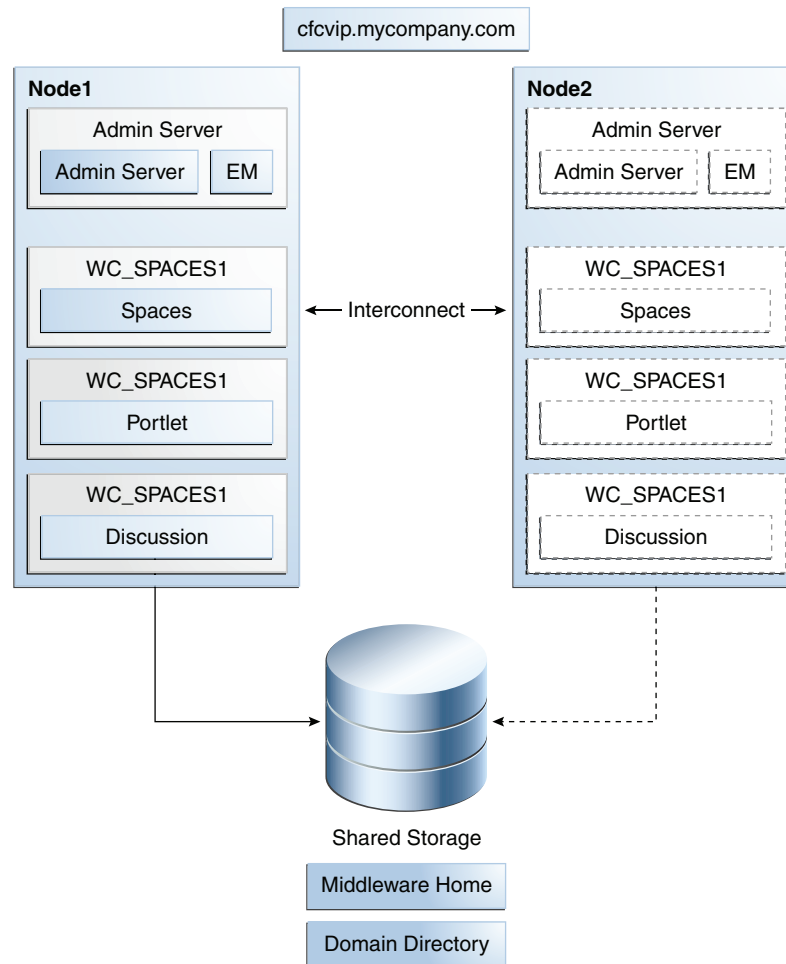 cfcvip.mycompany.com
Node1
Admin Server
Admin Server
EM
WC_SPACES1
Spaces
WC_SPACES1
Portlet
WC_SPACES1
Discussion
Interconnect
Node2
Admin Server
Admin Server
EM
WC_SPACES1
Spaces
WC_SPACES1
Portlet
WC_SPACES1
Discussion
Shared Storage
Middleware Home
Domain Directory